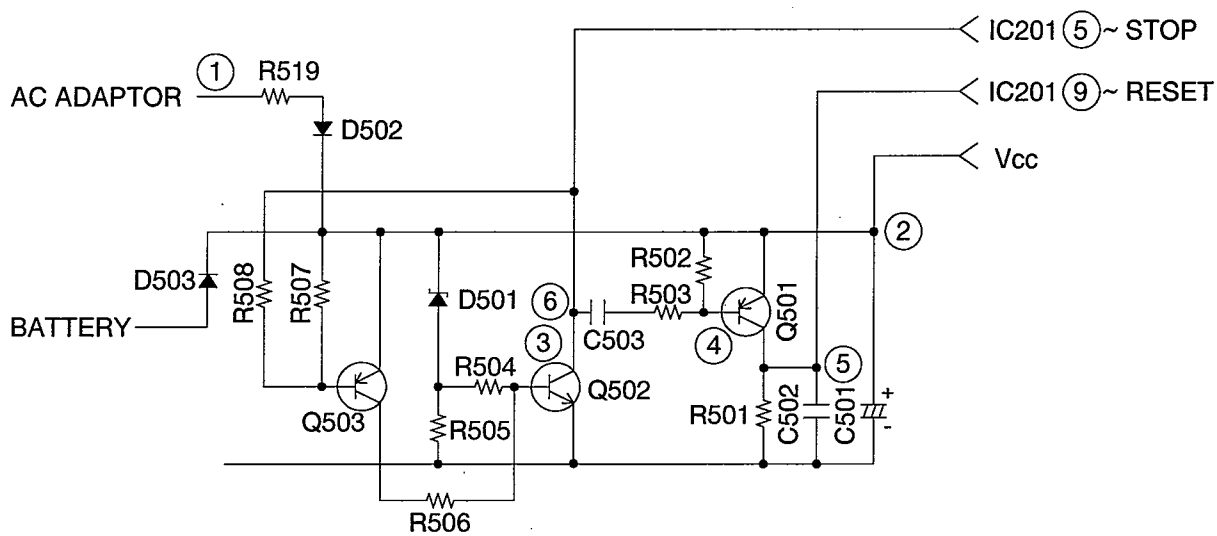 IC201 ⑤~ STOP
① R519
AC ADAPTOR
IC201 ⑨~ RESET
D502
Vcc
②
R502
D503
R508
R507
D501
⑥
R503
Q501
BATTERY
C503
③
④
R504
⑤
Q502
R501
C502
C501
+
-
Q503
R505
R506